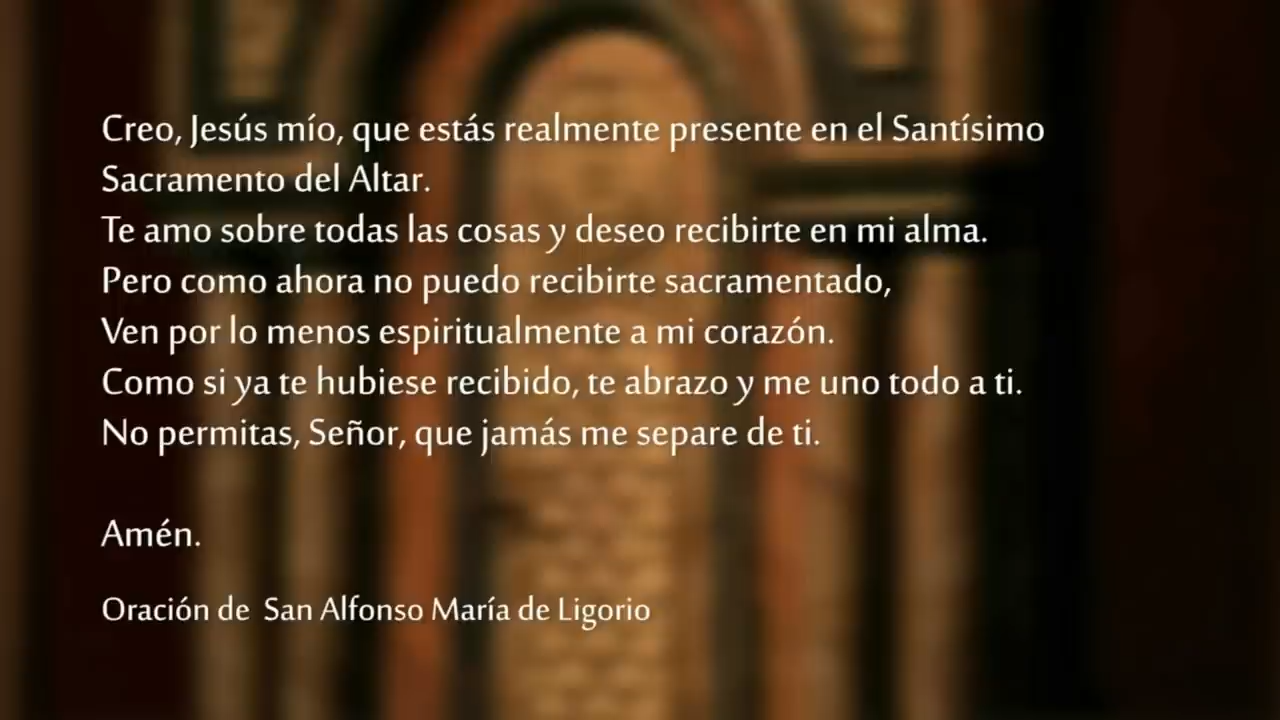 Creo, Jesús mío, que estás realmente presente en el Santísimo
Sacramento del Altar.
Te amo sobre todas las cosas y deseo recibirte en mi alma.
Pero como ahora no puedo recibirte sacramentado,
Ven por lo menos espiritualmente a mi corazón.
Como si ya te hubiese recibido, te abrazo y me uno todo a ti.
No permitas, Señor, que jamás me separe de ti.
Amén.
Oración de  San Alfonso María de Ligorio